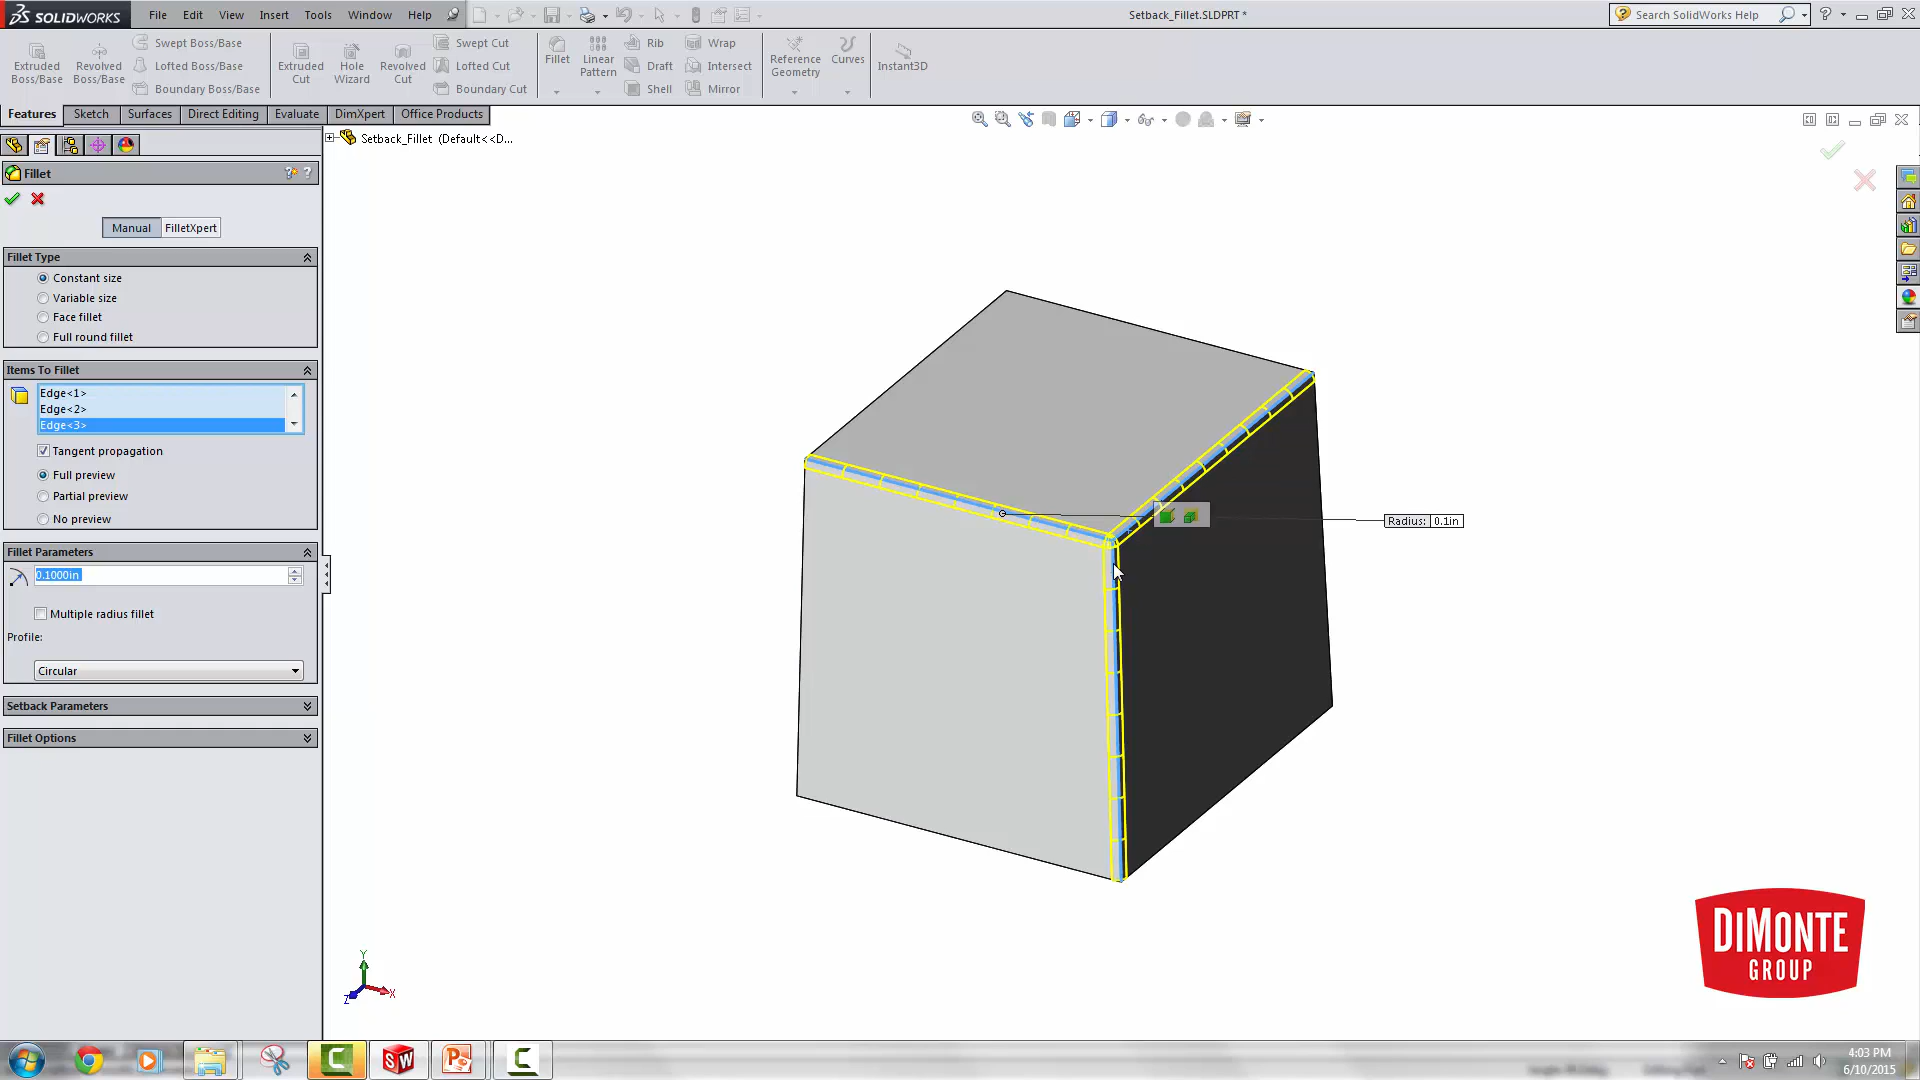 SOLIDWORKS
File Edit View Insert Tools Window Help
Setback_Fillet.SLDPRT *
Search SolidWorks Help
Extruded Boss/Base
Revolved Boss/Base
Swept Boss/Base
Lofted Boss/Base
Boundary Boss/Base
Extruded Cut
Hole Wizard
Revolved Cut
Swept Cut
Lofted Cut
Boundary Cut
Fillet
Linear Pattern
Rib
Draft
Shell
Wrap
Intersect
Mirror
Reference Geometry
Curves
Instant3D
Features Sketch Surfaces Direct Editing Evaluate DimXpert Office Products
Setback_Fillet (Default<<D...
Fillet
Manual FilletXpert
Fillet Type
Constant size
Variable size
Face fillet
Full round fillet
Items To Fillet
Edge<1>
Edge<2>
Edge<3>
Tangent propagation
Full preview
Partial preview
No preview
Fillet Parameters
0.1000in
Multiple radius fillet
Profile:
Circular
Setback Parameters
Fillet Options
Radius: 0.1in
Y
X
Z
DIMONTE
GROUP
4:03 PM
6/10/2015